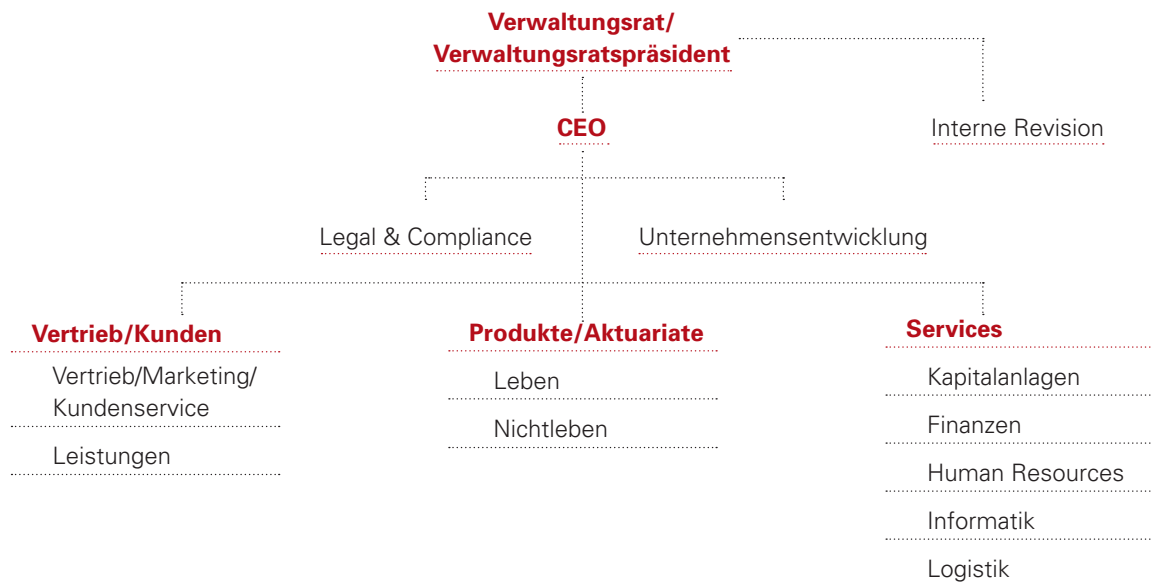 Verwaltungsrat/
Verwaltungsratspräsident
CEO
Interne Revision
Legal & Compliance
Unternehmensentwicklung
Vertrieb/Kunden
Vertrieb/Marketing/
Kundenservice
Leistungen
Produkte/Aktuariate
Leben
Nichtleben
Services
Kapitalanlagen
Finanzen
Human Resources
Informatik
Logistik